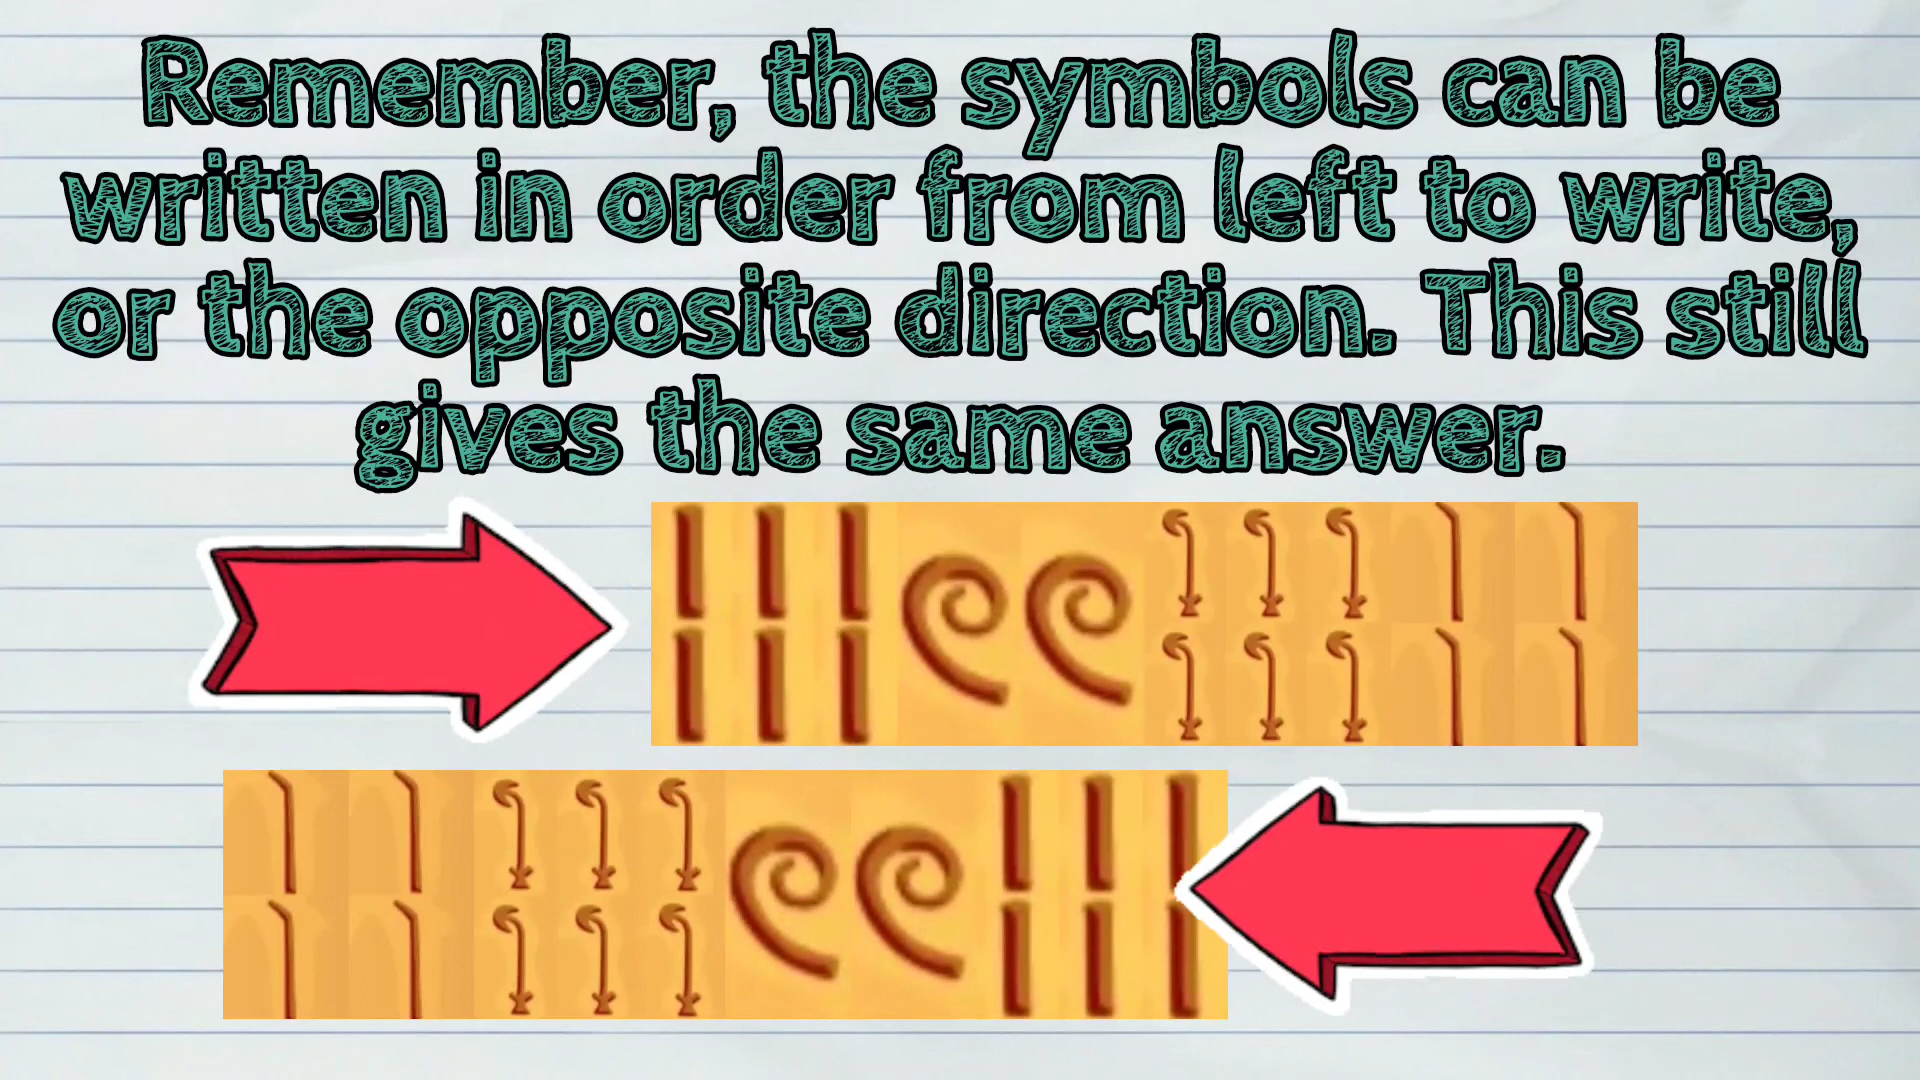 Remember, the symbols can be
written in order from left to write,
or the opposite direction. This still
gives the same answer.